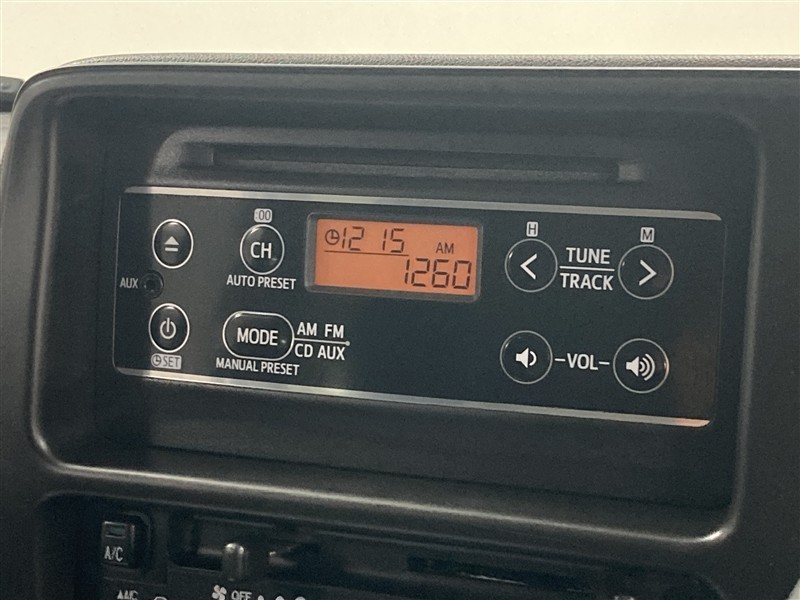 :00
H
M
CH
12 15
AM
1260
TUNE
TRACK
AUX
AUTO PRESET
MODE
AM FM
CD AUX
VOL
SET
MANUAL PRESET
A/C
OFF